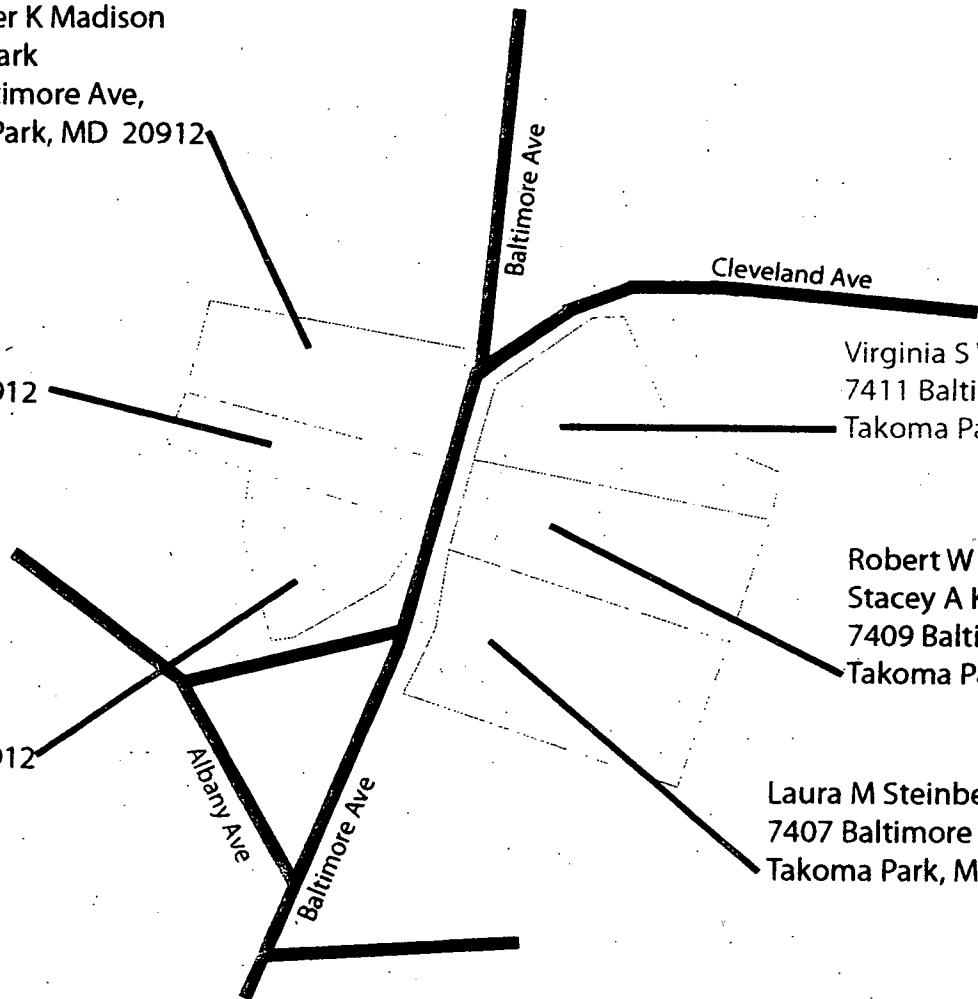 er K Madison
ark
timore Ave,
Park, MD 20912
Baltimore Ave
Cleveland Ave
Virginia S
7411 Balti
Takoma Pa
912
Robert W
Stacey A
7409 Balti
Takoma Pa
912
Albany Ave
Baltimore Ave
Laura M Steinbe
7407 Baltimore
Takoma Park, M